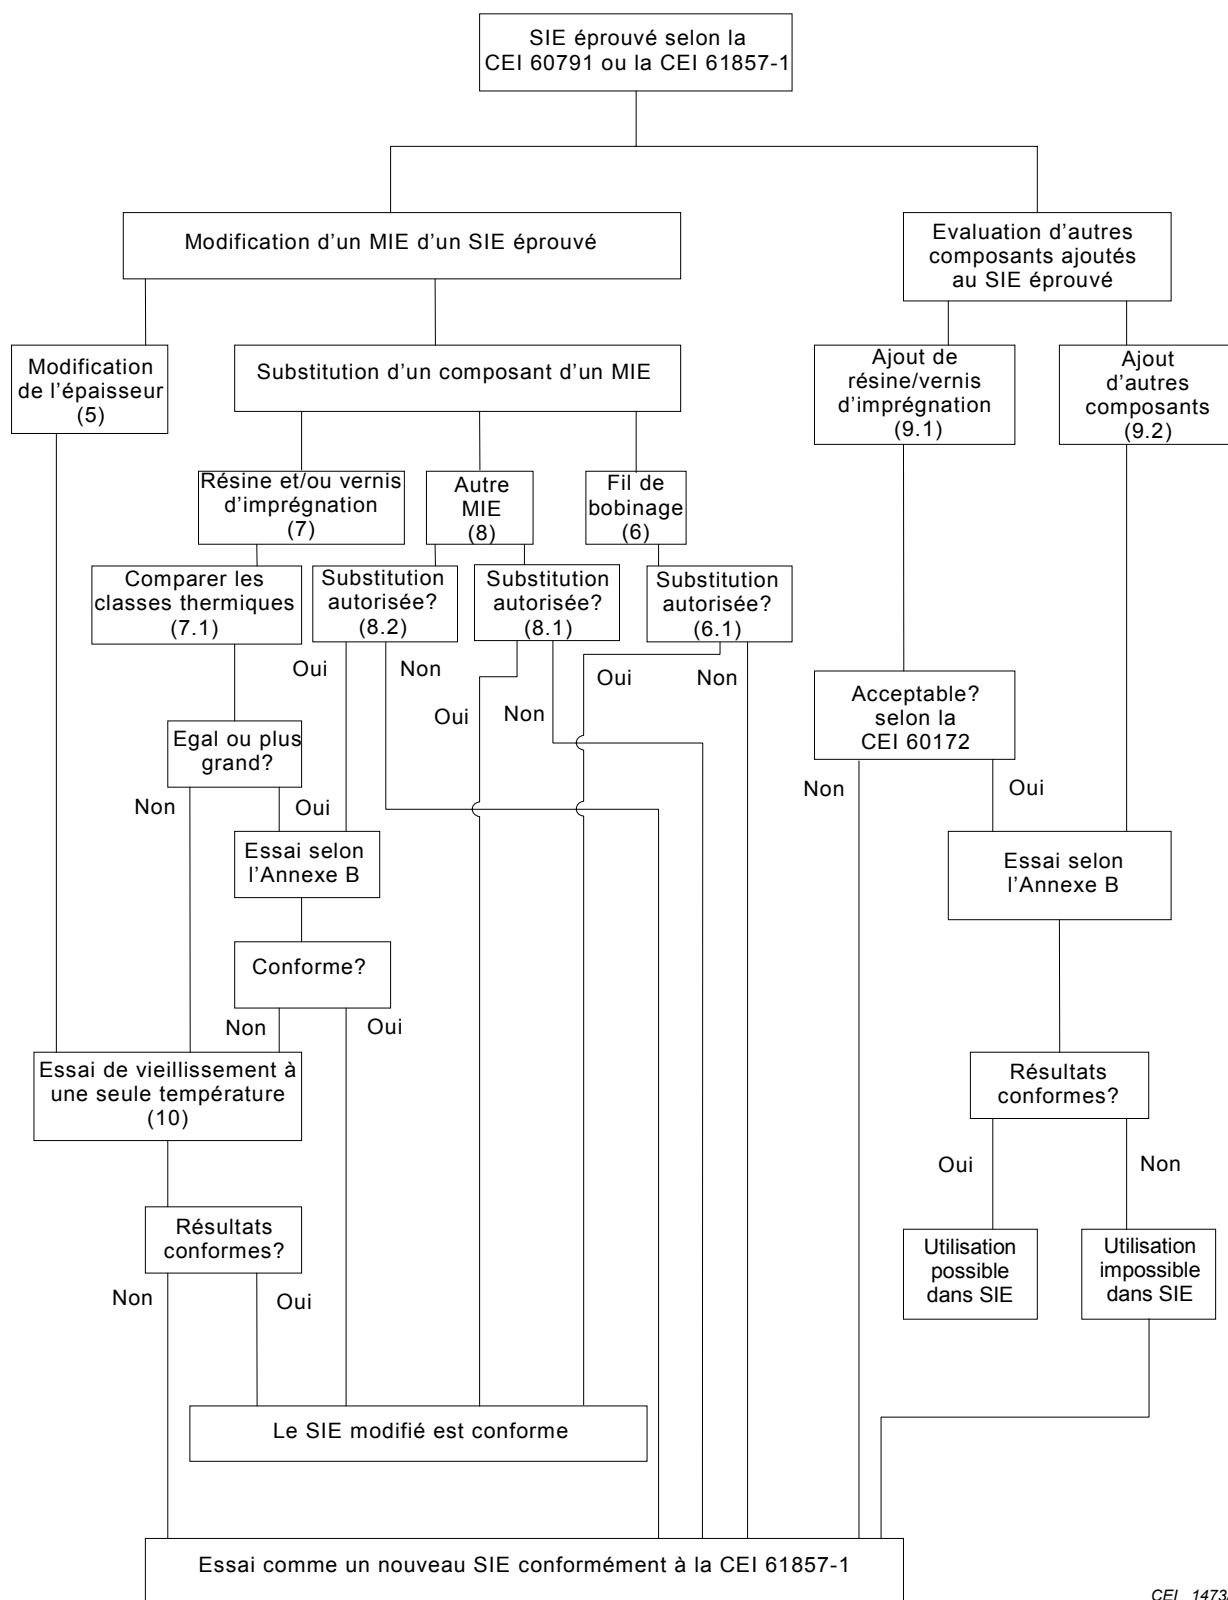 SIE éprouvé selon la
CEI 60791 ou la CEI 61857-1
Modification d'un MIE d'un SIE éprouvé
Evaluation d'autres
composants ajoutés
au SIE éprouvé
Modification
de l'épaisseur
(5)
Substitution d'un composant d'un MIE
Ajout de
résine/vernis
d'imprégnation
(9.1)
Ajout
d'autres
composants
(9.2)
Résine et/ou vernis
d'imprégnation
(7)
Autre
MIE
(8)
Fil de
bobinage
(6)
Comparer les
classes thermiques
(7.1)
Substitution
autorisée?
(8.2)
Substitution
autorisée?
(8.1)
Substitution
autorisée?
(6.1)
Oui
Non
Oui
Non
Oui
Non
Acceptable?
selon la
CEI 60172
Egal ou plus
grand?
Non
Oui
Non
Oui
Essai selon
l'Annexe B
Essai selon
l'Annexe B
Conforme?
Non
Oui
Essai de vieillissement à
une seule température
(10)
Résultats
conformes?
Oui
Non
Résultats
conformes?
Utilisation
possible
dans SIE
Utilisation
impossible
dans SIE
Non
Oui
Le SIE modifié est conforme
Essai comme un nouveau SIE conformément à la CEI 61857-1